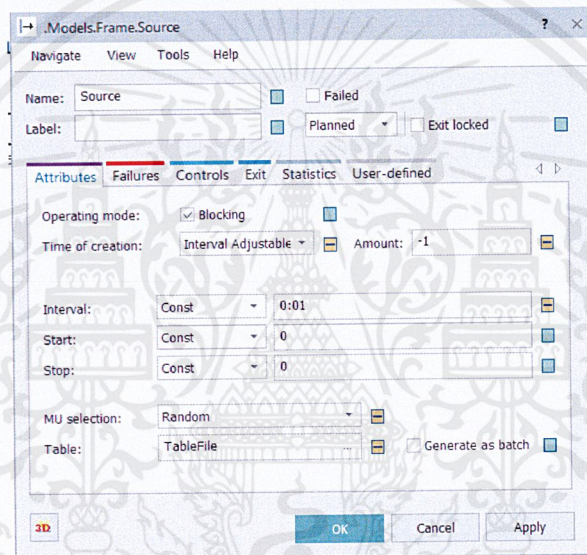 .Models.Frame.Source ? ×
Navigate View Tools Help
Name: Source Failed
Label: Planned Exit locked
Attributes Failures Controls Exit Statistics User-defined
Operating mode: Blocking
Time of creation: Interval Adjustable Amount: -1
Interval: Const 0:01
Start: Const 0
Stop: Const 0
MU selection: Random
Table: TableFile ... Generate as batch
3D OK Cancel Apply